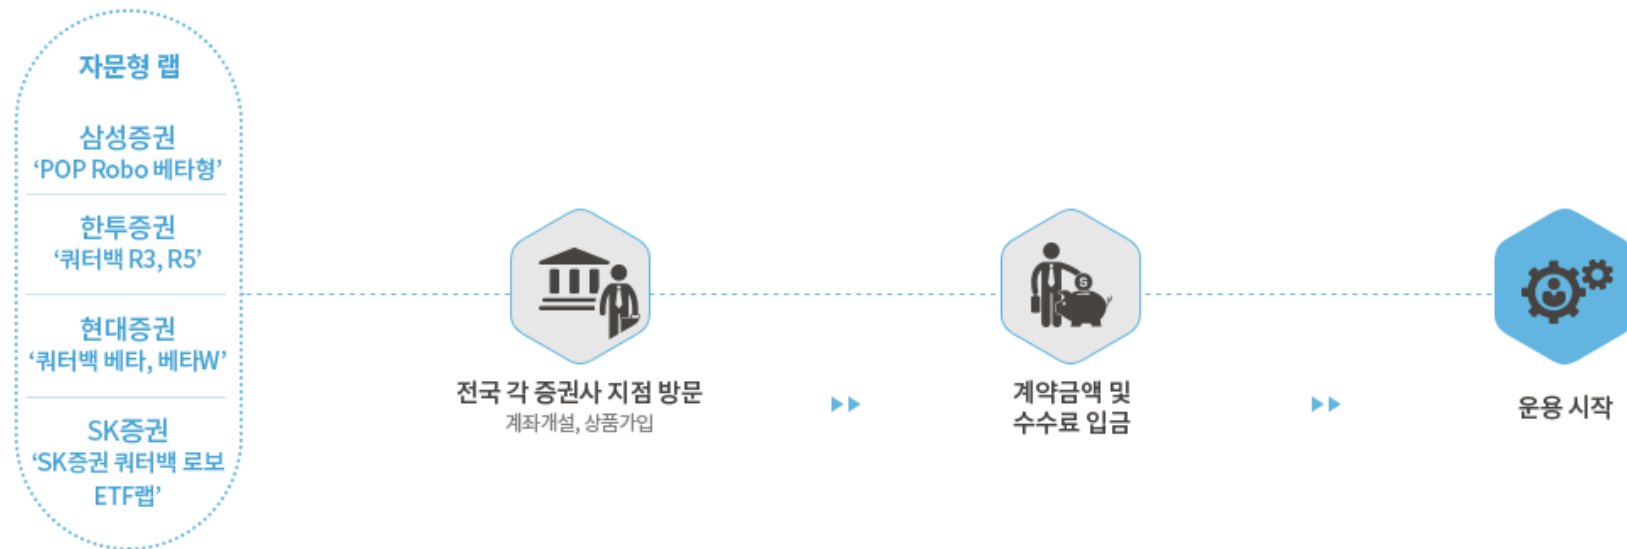 자문형 랩
삼성증권
‘POP Robo 베타형’
한투증권
‘쿼터백 R3, R5’
현대증권
‘쿼터백 베타, 베타W’
SK증권
‘SK증권 쿼터백 로보
ETF랩’
전국 각 증권사 지점 방문
계좌개설, 상품가입
계약금액 및
수수료 입금
운용 시작